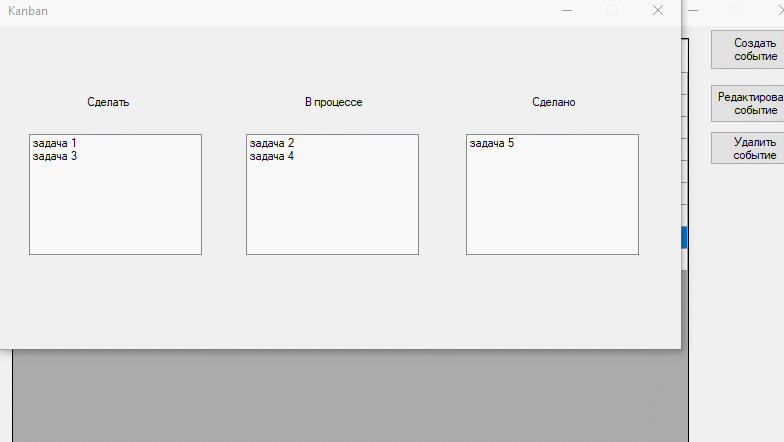 Kanban
Создать
событие
Сделать
В процессе
Сделано
Редактирова
событие
задача 1
задача 3
задача 2
задача 4
задача 5
Удалить
событие